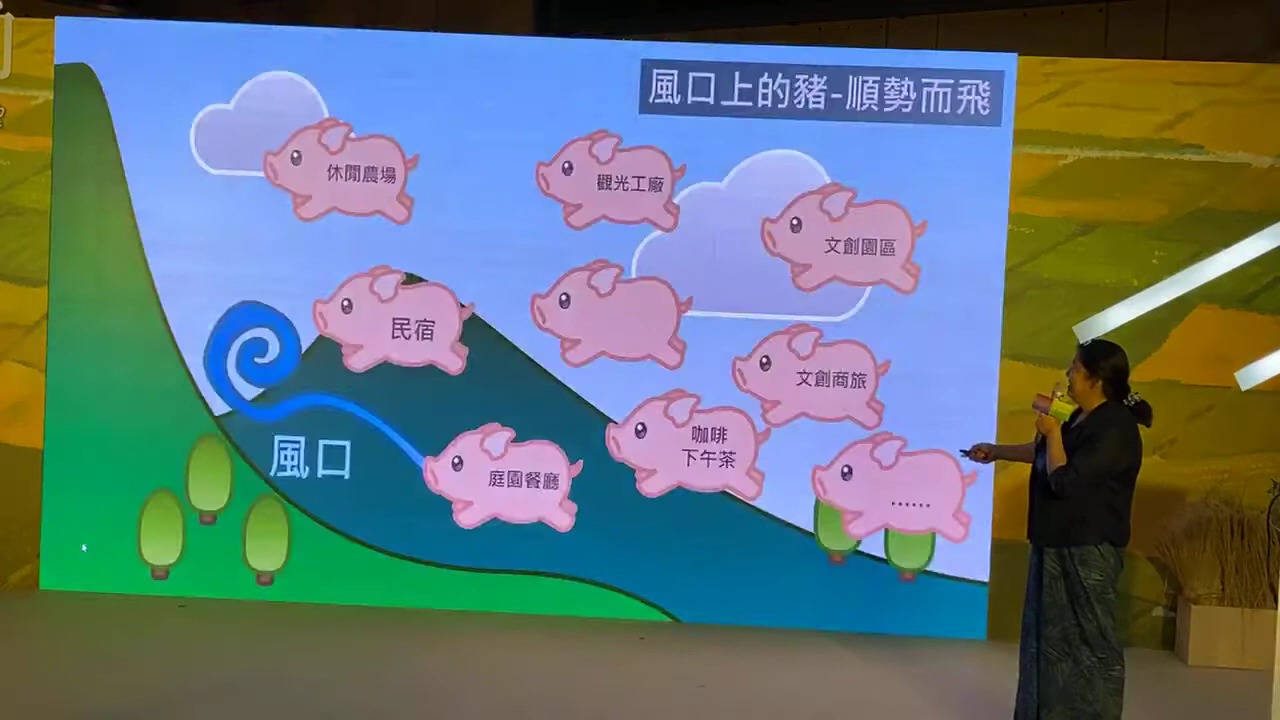 風口上的豬-順勢而飛
休閒農場
觀光工廠
文創園區
民宿
文創商旅
咖啡
下午茶
風口
庭園餐廳
......